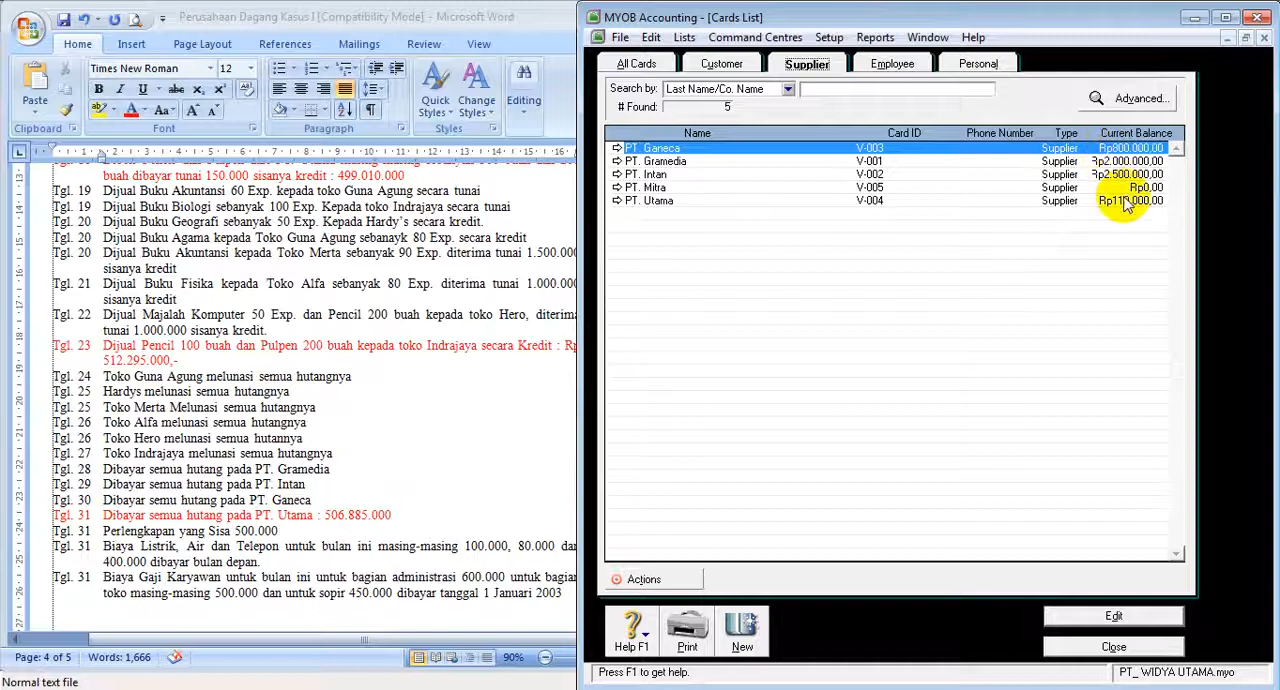 Perusahaan Dagang Kasus I [Compatibility Mode] - Microsoft Word
Home Insert Page Layout References Mailings Review View
Times New Roman 12
Paste
Quick Styles
Change Styles
Editing
Clipboard Font Paragraph Styles
buah dibayar tunai 150.000 sisanya kredit : 499.010.000
Tgl. 19 Dijual Buku Akuntansi 60 Exp. kepada toko Guna Agung secara tunai
Tgl. 19 Dijual Buku Biologi sebanyak 100 Exp. Kepada Indrajaya secara tunai
Tgl. 20 Dijual Buku Geografi sebanyak 50 Exp. Kepada Hardy's secara kredit.
Tgl. 20 Dijual Buku Agama kepada Toko Guna Agung sebanayk 80 Exp. secara kredit
Tgl. 20 Dijual Buku Akuntansi kepada Toko Merta sebanyak 90 Exp. diterima tunai 1.500.000
sisanya kredit
Tgl. 21 Dijual Buku Fisika kepada Toko Alfa sebanyak 80 Exp. diterima tunai 1.000.000
sisanya kredit
Tgl. 22 Dijual Majalah Komputer 50 Exp. dan Pencil 200 buah kepada toko Hero, diterima
tunai 1.000.000 sisanya kredit.
Tgl. 23 Dijual Pencil 100 buah dan Pulpen 200 buah kepada toko Indrajaya secara Kredit : Rp
512.295.000,-
Tgl. 24 Toko Guna Agung melunasi semua hutangnya
Tgl. 25 Hardys melunasi semua hutangnya
Tgl. 25 Toko Merta Melunasi semua hutangnya
Tgl. 26 Toko Alfa melunasi semua hutangnya
Tgl. 26 Toko Hero melunasi semua hutannya
Tgl. 27 Toko Indrajaya melunasi semua hutangnya
Tgl. 28 Dibayar semua hutang pada PT. Gramedia
Tgl. 29 Dibayar semua hutang pada PT. Intan
Tgl. 30 Dibayar semu hutang pada PT. Ganeca
Tgl. 31 Dibayar semua hutang pada PT. Utama : 506.885.000
Tgl. 31 Perlengkapan yang Sisa 500.000
Tgl. 31 Biaya Listrik, Air dan Telepon untuk bulan ini masing-masing 100.000, 80.000 dan
400.000 dibayar bulan depan.
Tgl. 31 Biaya Gaji Karyawan untuk bulan ini untuk bagian administrasi 600.000 untuk bagian
toko masing-masing 500.000 dan untuk sopir 450.000 dibayar tanggal 1 Januari 2003
Page: 4 of 5 Words: 1,666 90%
Normal text file
MYOB Accounting - [Cards List]
File Edit Lists Command Centres Setup Reports Window Help
All Cards Customer Supplier Employee Personal
Search by: Last Name/Co. Name
Advanced...
# Found: 5
Name Card ID Phone Number Type Current Balance
PT. Ganeca V-003 Supplier Rp800.000,00
PT. Gramedia V-001 Supplier Rp2.000.000,00
PT. Intan V-002 Supplier Rp2.500.000,00
PT. Mitra V-005 Supplier Rp0,00
PT. Utama V-004 Supplier
Actions
Help F1 Print New
Edit
Close
Press F1 to get help.
PT_ WIDYA UTAMA.myo